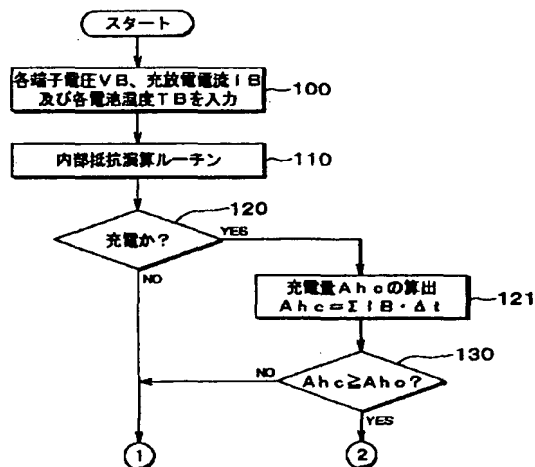 スタート
各端子電圧VB、充放電電流IB
及び各電池温度TBを入力
100
内部抵抗演算ルーチン
110
120
充電か?
YES
NO
充電量Ahcの算出
Ahc=ΣIB・Δt
121
130
Ahc≧Aho?
NO
YES
1
2